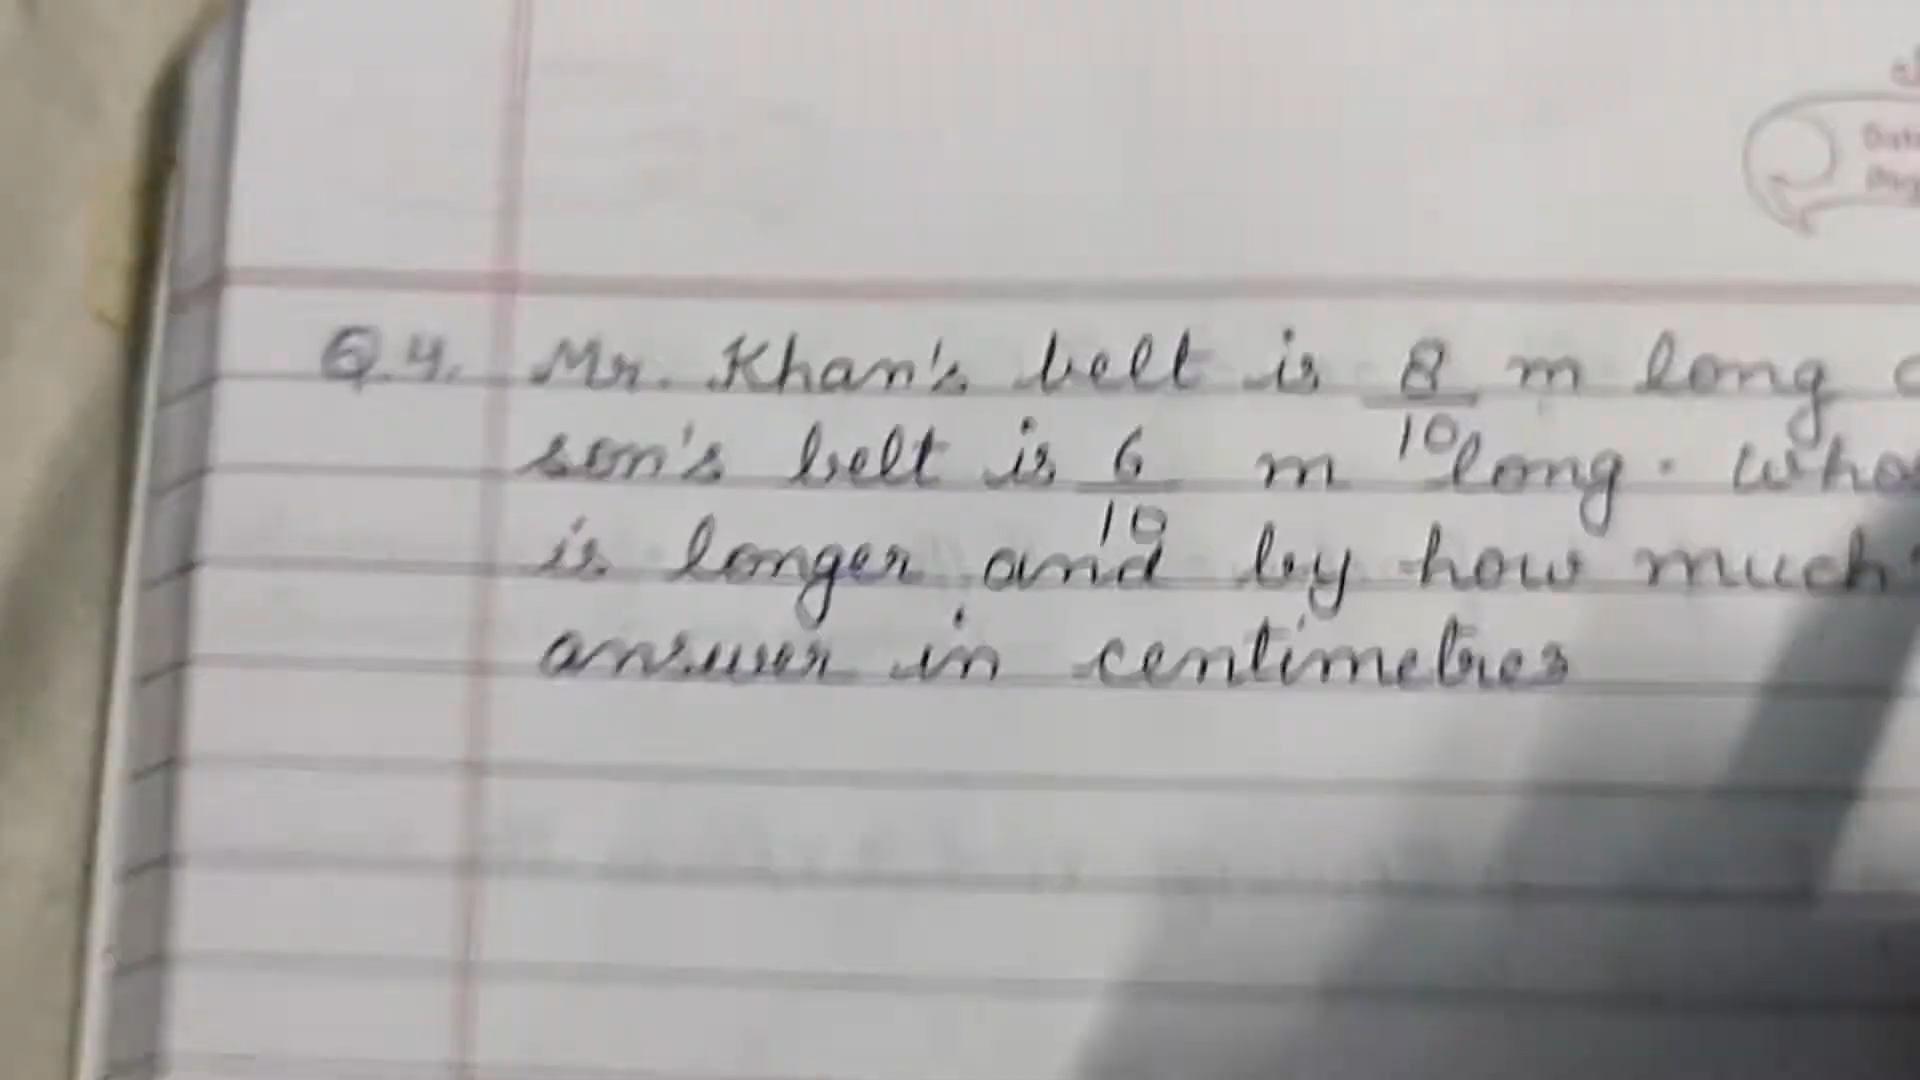 Q.4. Mr. Khan's belt is 8/10 m long
son's belt is 6/10 m long.
is longer and by how much
answer in centimetres